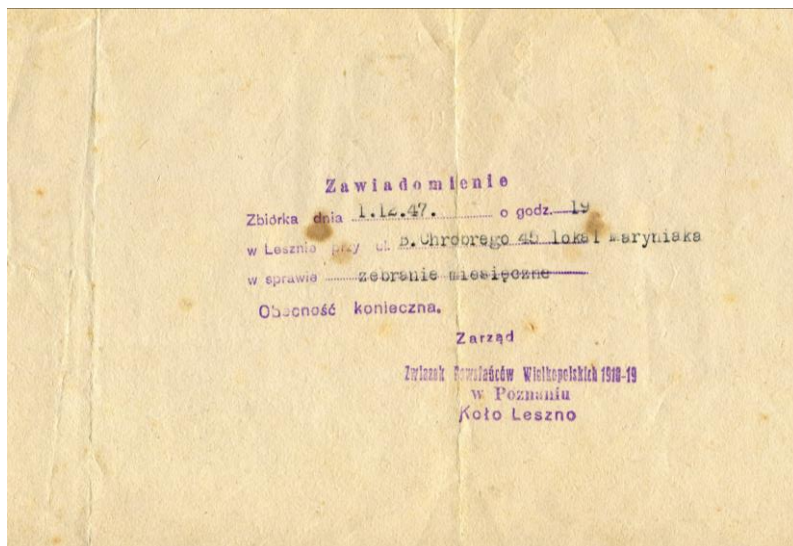 Zawiadomienie
Zbiórka dnia 1.12.47. o godz. 19
w Lesznie przy ul. B.Chrobrego 45 lokal Maryniaka
w sprawie zebranie miesięczne
Obecność konieczna.
Zarząd
Związek Powstańców Wielkopolskich 1918-19
w Poznaniu
Koło Leszno